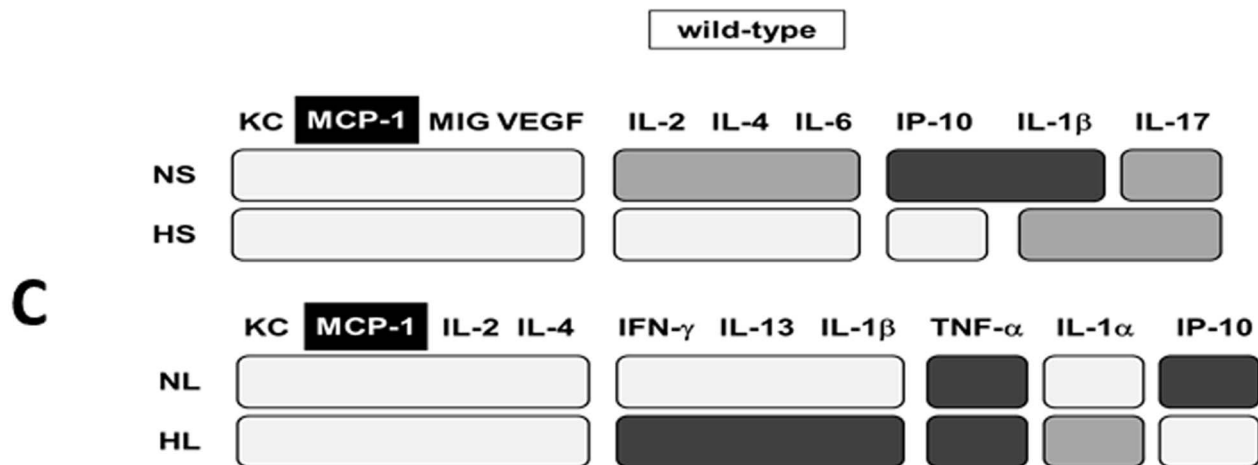 wild-type
KC MCP-1 MIG VEGF IL-2 IL-4 IL-6 IP-10 IL-1β IL-17
NS
HS
C
KC MCP-1 IL-2 IL-4 IFN-γ IL-13 IL-1β TNF-α IL-1α IP-10
NL
HL